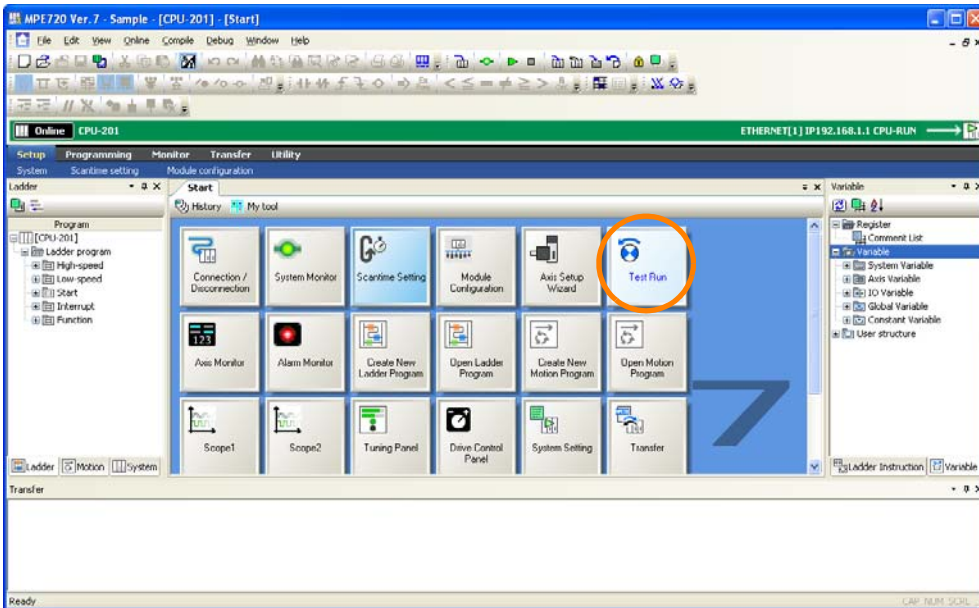 MPE720 Ver. 7 - Sample - [CPU-201] - [Start]
File Edit View Online Compile Debug Window Help
Online CPU-201 ETHERNET[1] IP192.168.1.1 CPU-RUN
Setup Programming Monitor Transfer Utility
System Scantime setting Module configuration
Ladder
Program
[CPU-201]
Ladder program
High-speed
Low-speed
Start
Interrupt
Function
Ladder Motion System
Start
History My tool
Connection / Disconnection
System Monitor
Scantime Setting
Module Configuration
Axis Setup Wizard
Test Run
123
Axis Monitor
Alarm Monitor
Create New Ladder Program
Open Ladder Program
Create New Motion Program
Open Motion Program
Scope1
Scope2
Tuning Panel
Drive Control Panel
System Setting
Transfer
7
Variable
Register
Comment List
Variable
System Variable
Axis Variable
IO Variable
Global Variable
Constant Variable
User structure
Ladder Instruction Variable
Transfer
Ready
CAP NUM SCRL